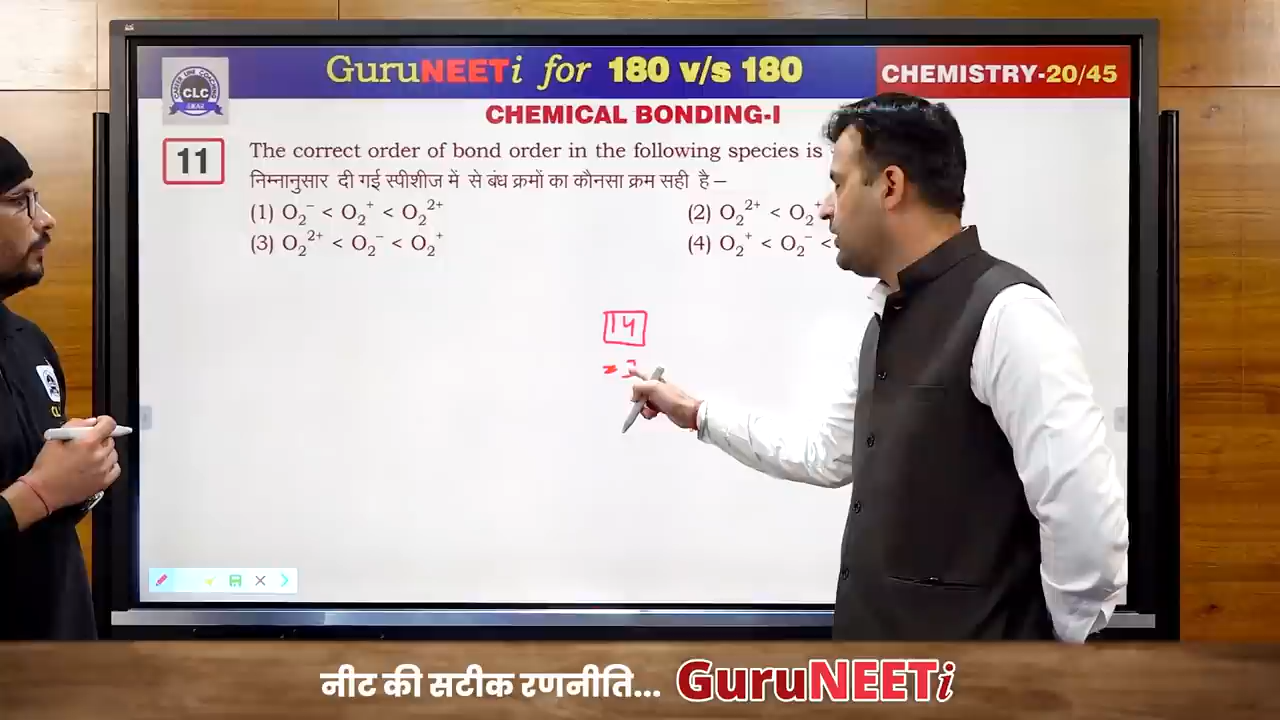 GuruNEETi for 180 v/s 180
CHEMISTRY-20/45
CLC
CHEMICAL BONDING-I
11
The correct order of bond order in the following species is
निम्नानुसार दी गई स्पीशीज में से बंध क्रमों का कौनसा क्रम सही है –
(1) O₂⁻ < O₂⁺ < O₂²⁺
(2) O₂²⁺ < O₂⁺
(3) O₂²⁺ < O₂⁻ < O₂⁺
(4) O₂⁺ < O₂⁻ <
14
=
नीट की सटीक रणनीति... GuruNEETi